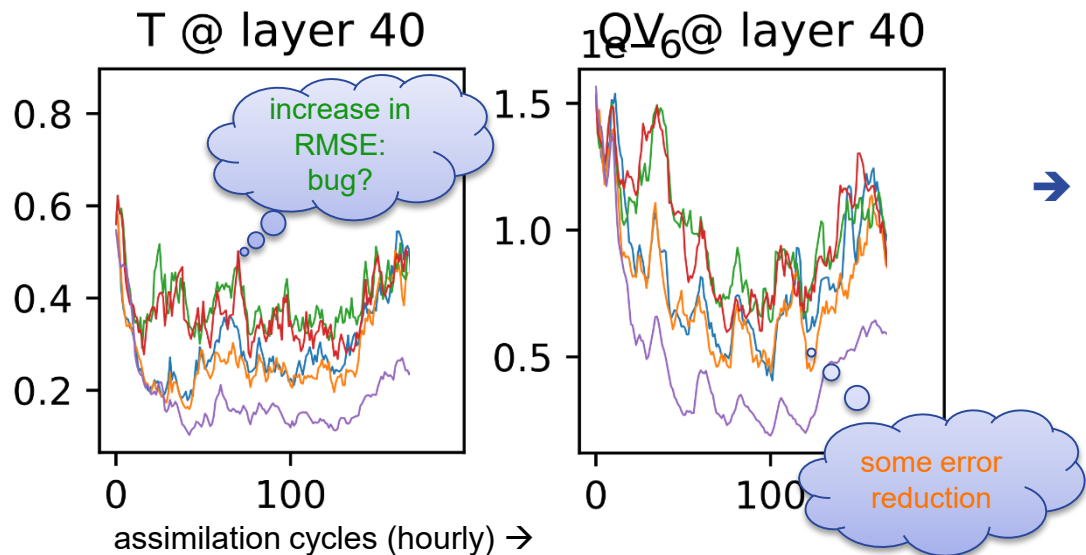 T @ layer 40
QV @ layer 40
1e−6
increase in
RMSE:
bug?
0.8
0.6
0.4
0.2
0
100
1.5
1.0
0.5
0
100
➔
some error
reduction
assimilation cycles (hourly) →